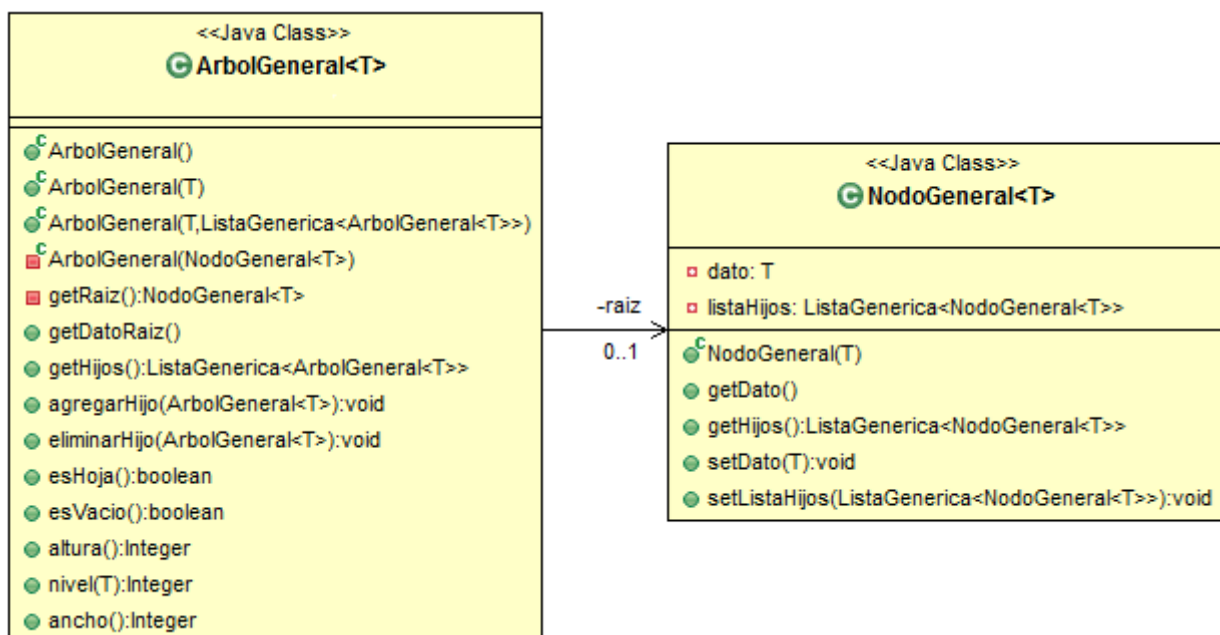 <<Java Class>>
ArbolGeneral<T>
ArbolGeneral()
ArbolGeneral(T)
ArbolGeneral(T,ListaGenerica<ArbolGeneral<T>>)
ArbolGeneral(NodoGeneral<T>)
getRaiz():NodoGeneral<T>
getDatoRaiz()
getHijos():ListaGenerica<ArbolGeneral<T>>
agregarHijo(ArbolGeneral<T>):void
eliminarHijo(ArbolGeneral<T>):void
esHoja():boolean
esVacio():boolean
altura():Integer
nivel(T):Integer
ancho():Integer
-raiz
0..1
<<Java Class>>
NodoGeneral<T>
dato: T
listaHijos: ListaGenerica<NodoGeneral<T>>
NodoGeneral(T)
getDato()
getHijos():ListaGenerica<NodoGeneral<T>>
setDato(T):void
setListaHijos(ListaGenerica<NodoGeneral<T>>):void